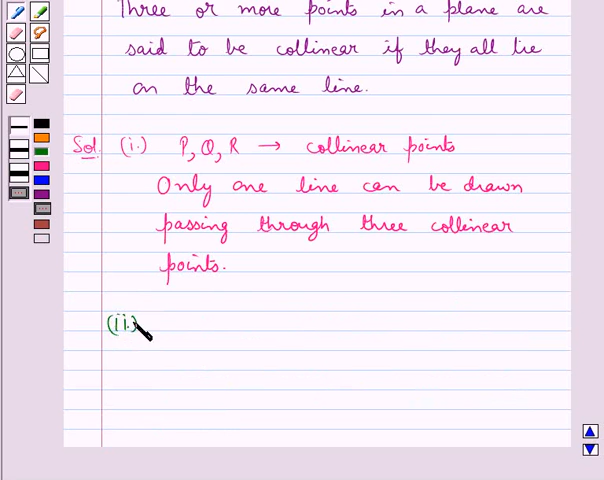 Three or more points in a plane are
said to be collinear if they all lie
on the same line.
Sol. (i.) P, Q, R → collinear points
Only one line can be drawn
passing through three collinear
points.
(ii.)